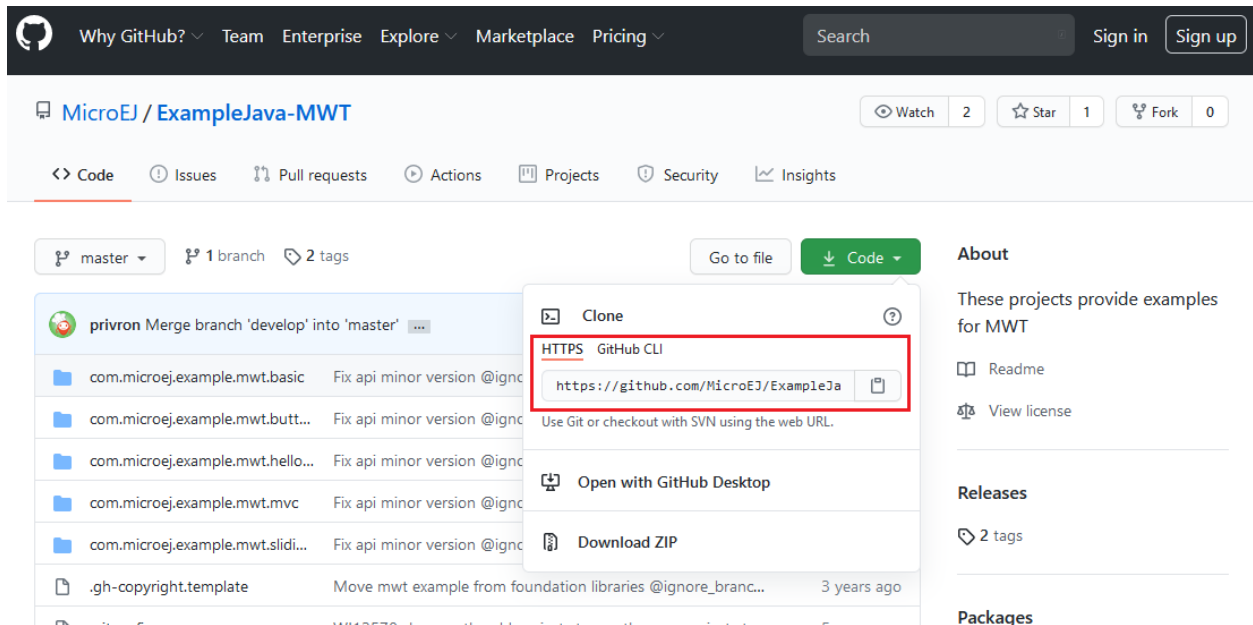 Why GitHub? Team Enterprise Explore Marketplace Pricing Search Sign in Sign up
MicroEJ / ExampleJava-MWT
Watch 2 Star 1 Fork 0
Code Issues Pull requests Actions Projects Security Insights
master 1 branch 2 tags Go to file Code
privron Merge branch 'develop' into 'master' ...
com.microej.example.mwt.basic Fix api minor version @igno
com.microej.example.mwt.butt... Fix api minor version @igno
com.microej.example.mwt.hello... Fix api minor version @igno
com.microej.example.mwt.mvc Fix api minor version @igno
com.microej.example.mwt.slidi... Fix api minor version @igno
.gh-copyright.template Move mwt example from foundation libraries @ignore_branc... 3 years ago
Clone
HTTPS GitHub CLI
https://github.com/MicroEJ/ExampleJa
Use Git or checkout with SVN using the web URL.
Open with GitHub Desktop
Download ZIP
About
These projects provide examples
for MWT
Readme
View license
Releases
2 tags
Packages